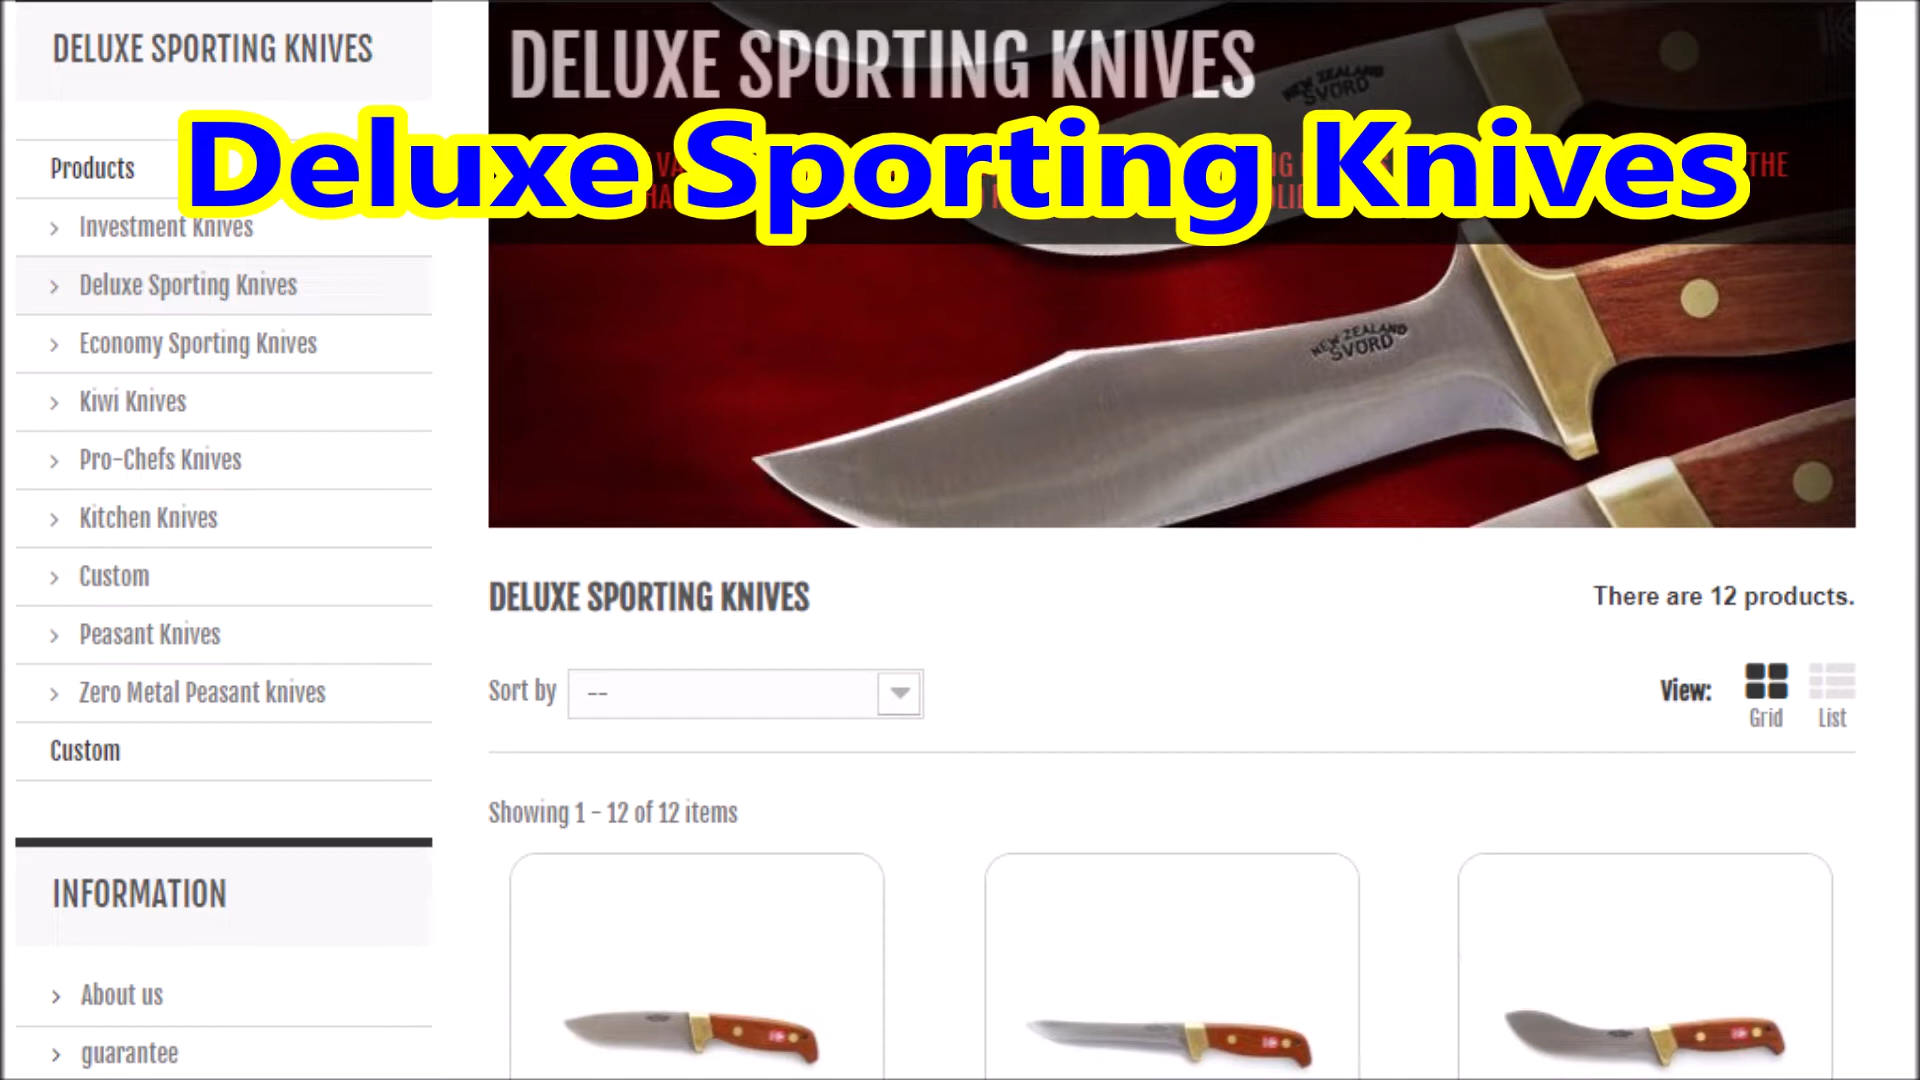 DELUXE SPORTING KNIVES
Products
Investment Knives
Deluxe Sporting Knives
Economy Sporting Knives
Kiwi Knives
Pro-Chefs Knives
Kitchen Knives
Custom
Peasant Knives
Zero Metal Peasant knives
Custom
INFORMATION
About us
guarantee
DELUXE SPORTING KNIVES
NEW ZEALAND
SVORD
Deluxe Sporting Knives
THE
NEW ZEALAND
SVORD
DELUXE SPORTING KNIVES
There are 12 products.
Sort by --
View:
Grid List
Showing 1 - 12 of 12 items